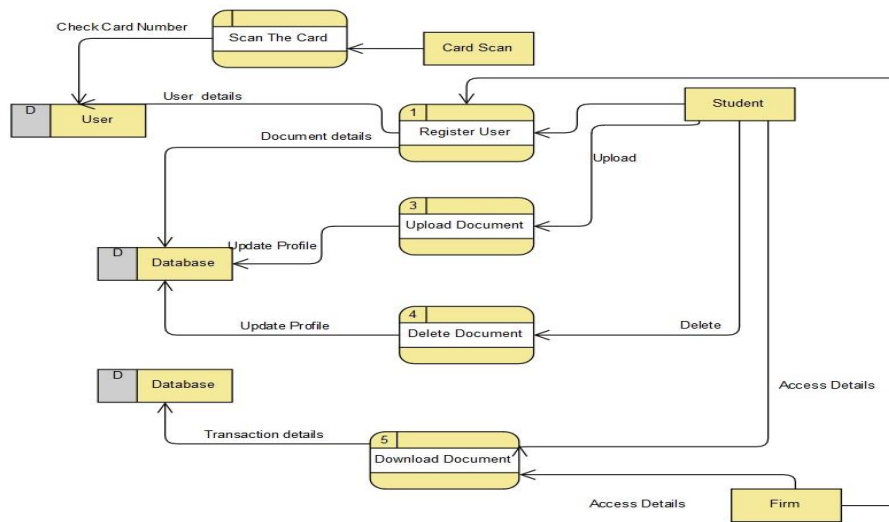 Check Card Number
Scan The Card
Card Scan
D
User
User details
1
Register User
Student
Document details
Upload
3
Upload Document
D
Database
Update Profile
4
Delete Document
Update Profile
Delete
D
Database
Access Details
Transaction details
5
Download Document
Access Details
Firm